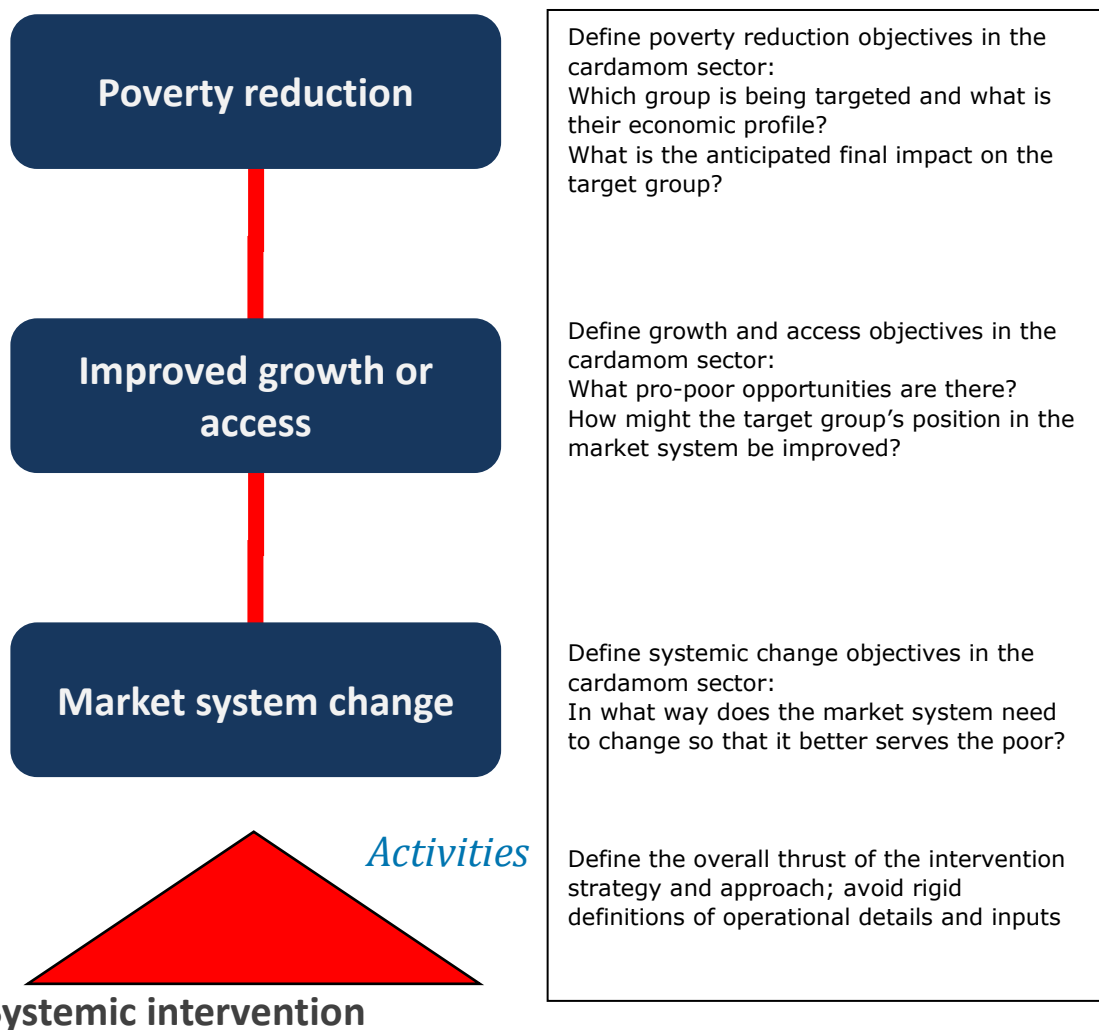 Poverty reduction
Define poverty reduction objectives in the
cardamom sector:
Which group is being targeted and what is
their economic profile?
What is the anticipated final impact on the
target group?
Improved growth or
access
Define growth and access objectives in the
cardamom sector:
What pro-poor opportunities are there?
How might the target group’s position in the
market system be improved?
Market system change
Define systemic change objectives in the
cardamom sector:
In what way does the market system need
to change so that it better serves the poor?
Activities
Define the overall thrust of the intervention
strategy and approach; avoid rigid
definitions of operational details and inputs
Systemic intervention